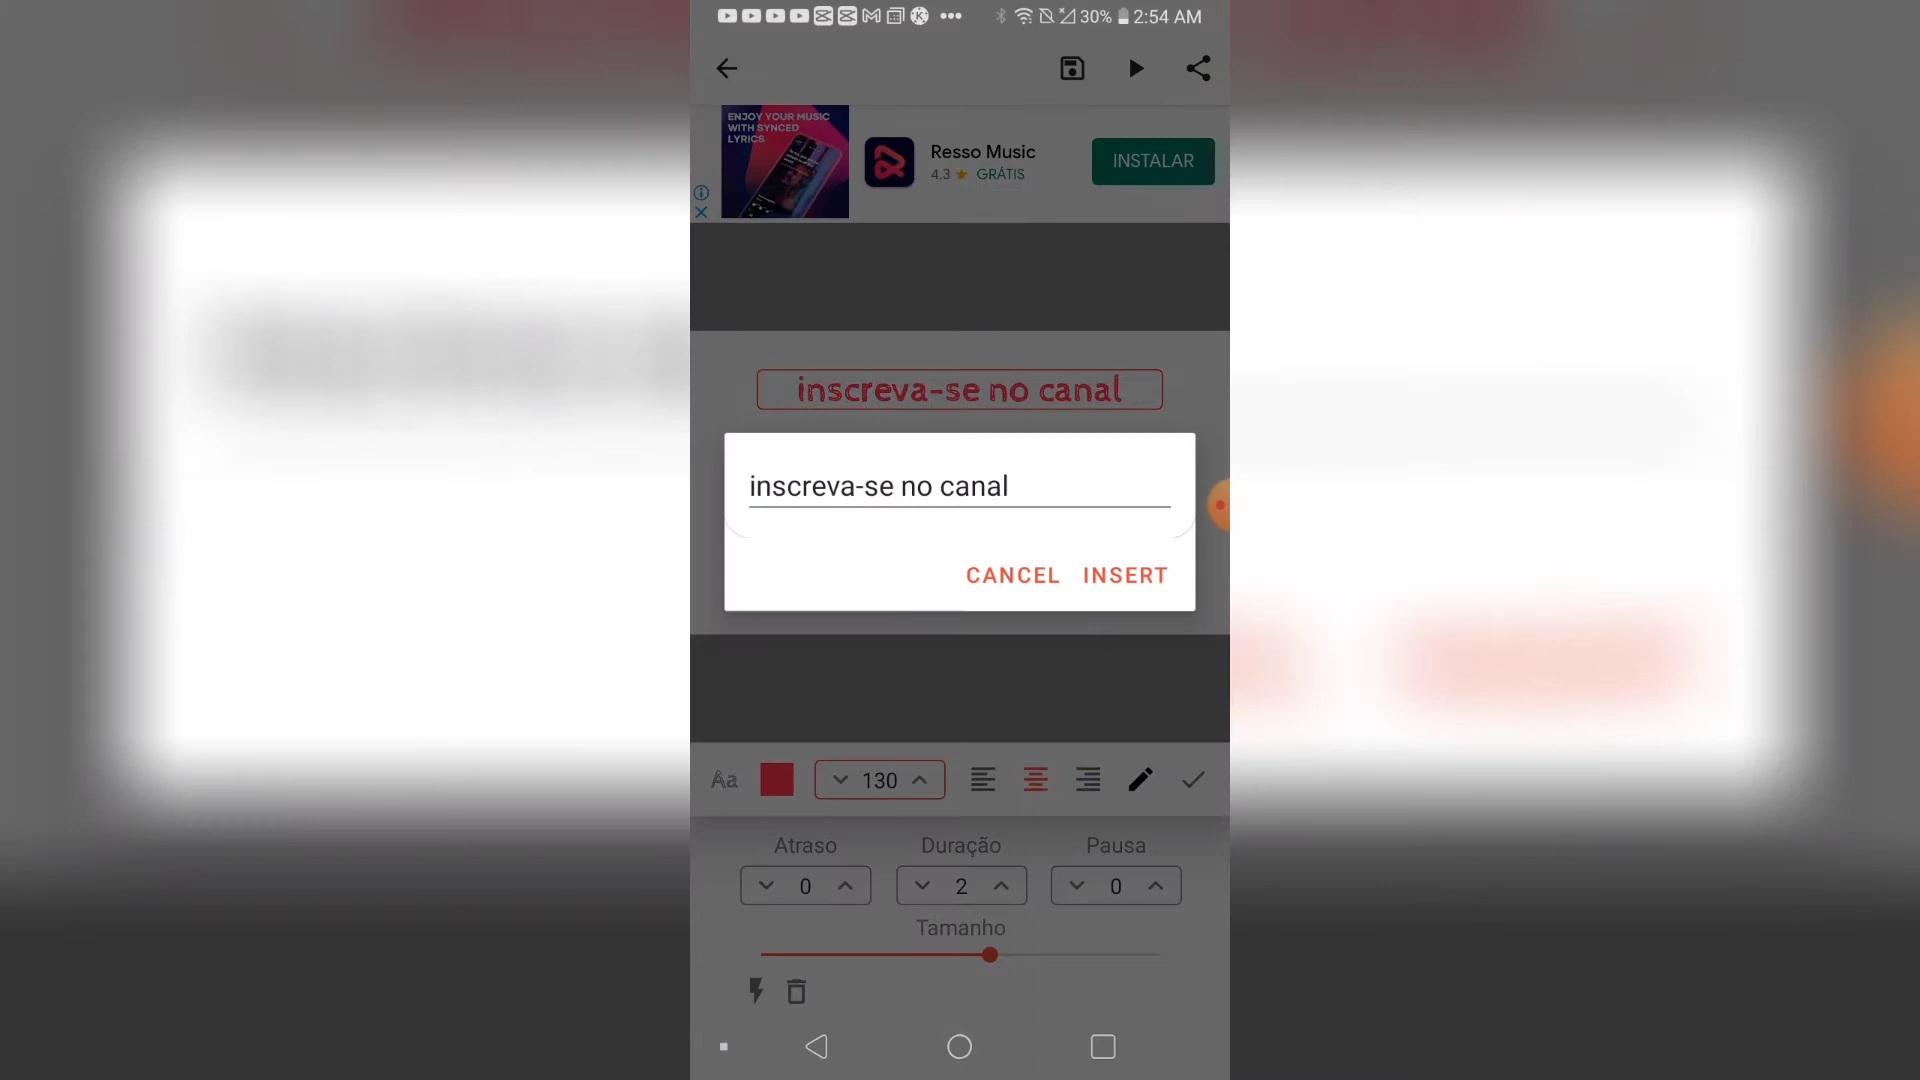 30% 2:54 AM
ENJOY YOUR MUSIC
WITH SYNCED
LYRICS
Resso Music
4.3 GRÁTIS
INSTALAR
inscreva-se no canal
inscreva-se no canal
CANCEL INSERT
Aa 130
Atraso Duração Pausa
0 2 0
Tamanho